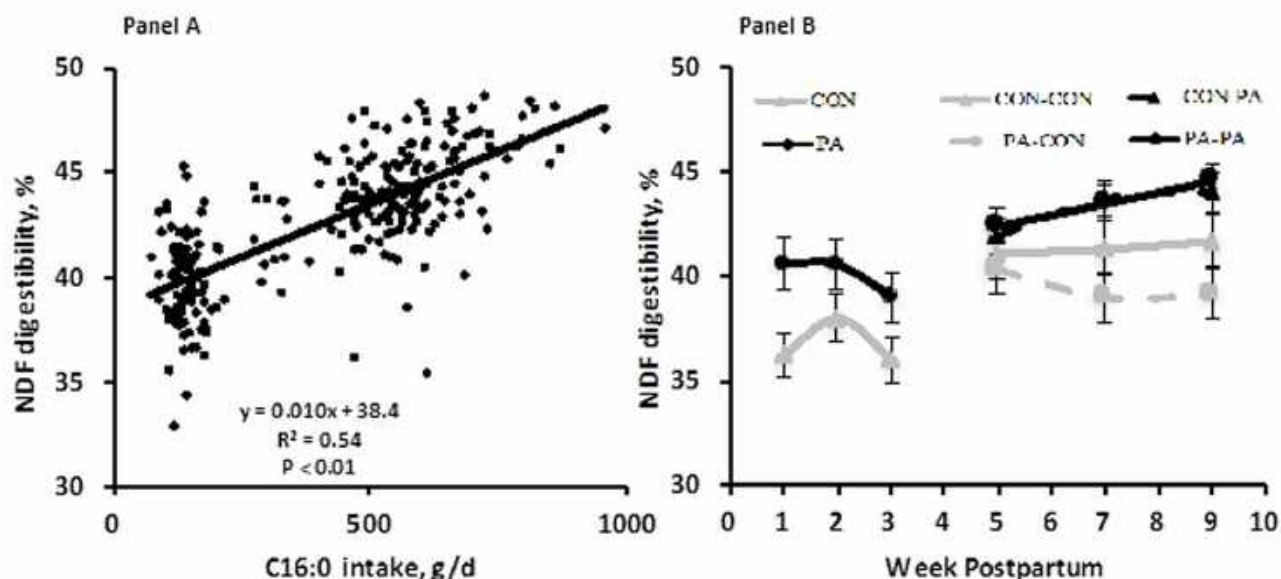 Panel A
50
45
40
35
30
NDF digestibility, %
y = 0.010x + 38.4
R² = 0.54
P < 0.01
0 500 1000
C16:0 intake, g/d
Panel B
50
45
40
35
30
NDF digestibility, %
CON CON-CON CON-PA
PA PA-CON PA-PA
0 1 2 3 4 5 6 7 8 9 10
Week Postpartum